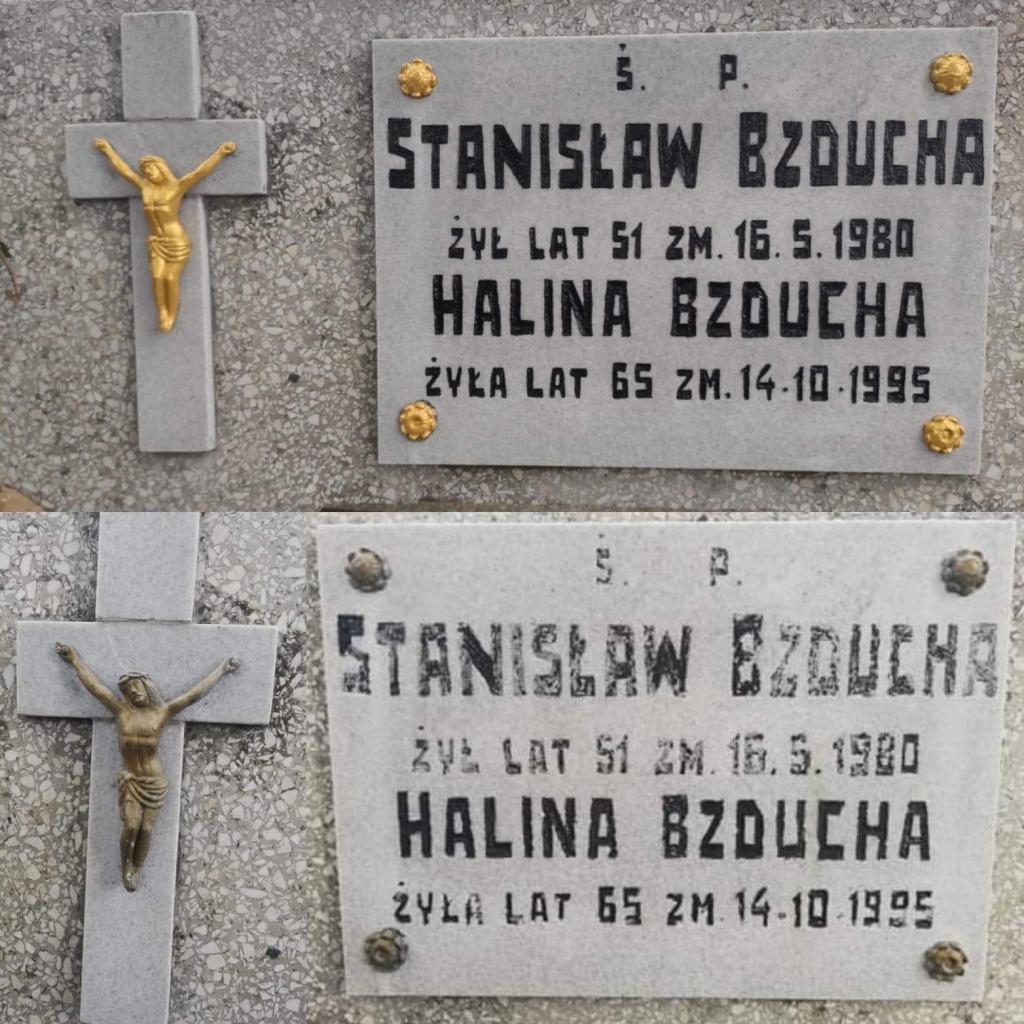 Ś. P.
STANISŁAW BZDUCHA
ŻYŁ LAT 51 ZM. 16.5.1980
HALINA BZDUCHA
ŻYŁA LAT 65 ZM. 14.10.1995
Ś. P.
STANISŁAW BZDUCHA
ŻYŁ LAT 51 ZM. 16.5.1980
HALINA BZDUCHA
ŻYŁA LAT 65 ZM. 14.10.1995